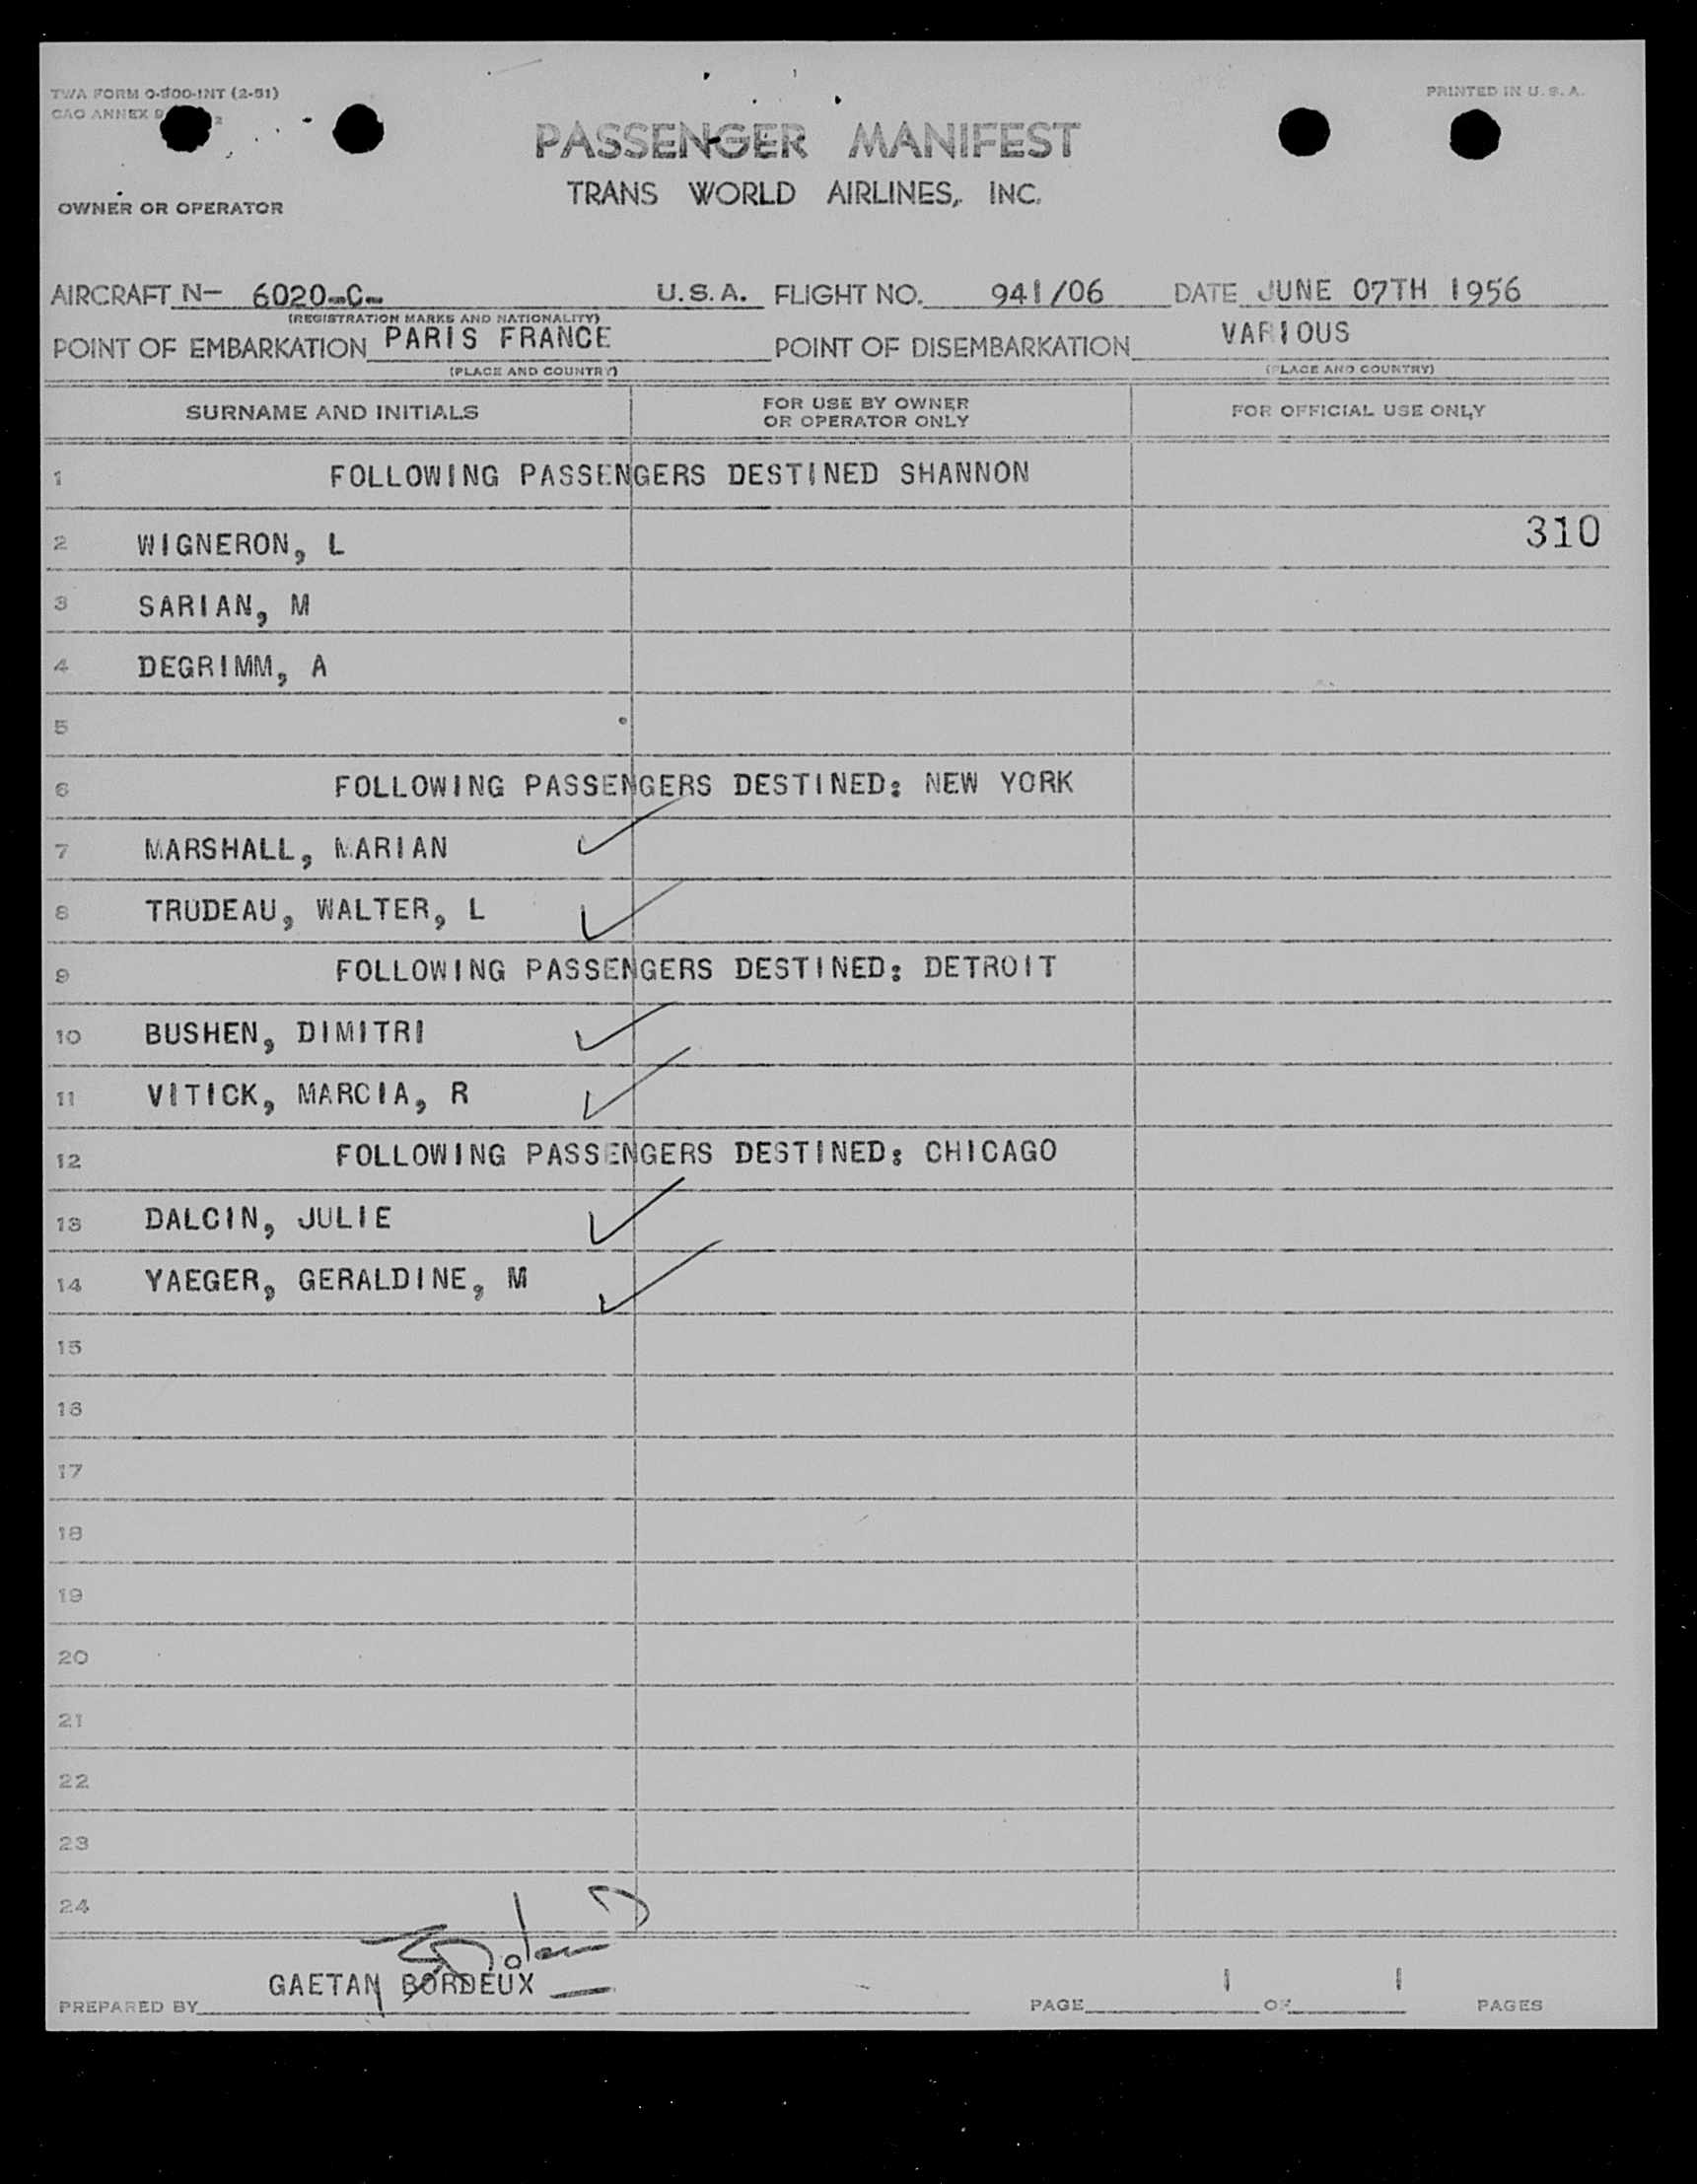 TWA FORM O-800-INT (2-51)
PRINTED IN U.S.A.
CAO ANNEX 9
PASSENGER MANIFEST
TRANS WORLD AIRLINES, INC.
OWNER OR OPERATOR
AIRCRAFT N- 6020-C- U.S.A. FLIGHT NO. 941/06 DATE JUNE 07TH 1956
(REGISTRATION MARKS AND NATIONALITY)
POINT OF EMBARKATION PARIS FRANCE POINT OF DISEMBARKATION VARIOUS
(PLACE AND COUNTRY) (PLACE AND COUNTRY)
SURNAME AND INITIALS FOR USE BY OWNER OR OPERATOR ONLY FOR OFFICIAL USE ONLY
1 FOLLOWING PASSENGERS DESTINED SHANNON
2 WIGNERON, L 310
3 SARIAN, M
4 DEGRIMM, A
5
6 FOLLOWING PASSENGERS DESTINED: NEW YORK
7 MARSHALL, MARIAN
8 TRUDEAU, WALTER, L
9 FOLLOWING PASSENGERS DESTINED: DETROIT
10 BUSHEN, DIMITRI
11 VITICK, MARCIA, R
12 FOLLOWING PASSENGERS DESTINED: CHICAGO
13 DALCIN, JULIE
14 YAEGER, GERALDINE, M
15
16
17
18
19
20
21
22
23
24
PREPARED BY GAETAN BORDEUX PAGE 1 OF 1 PAGES